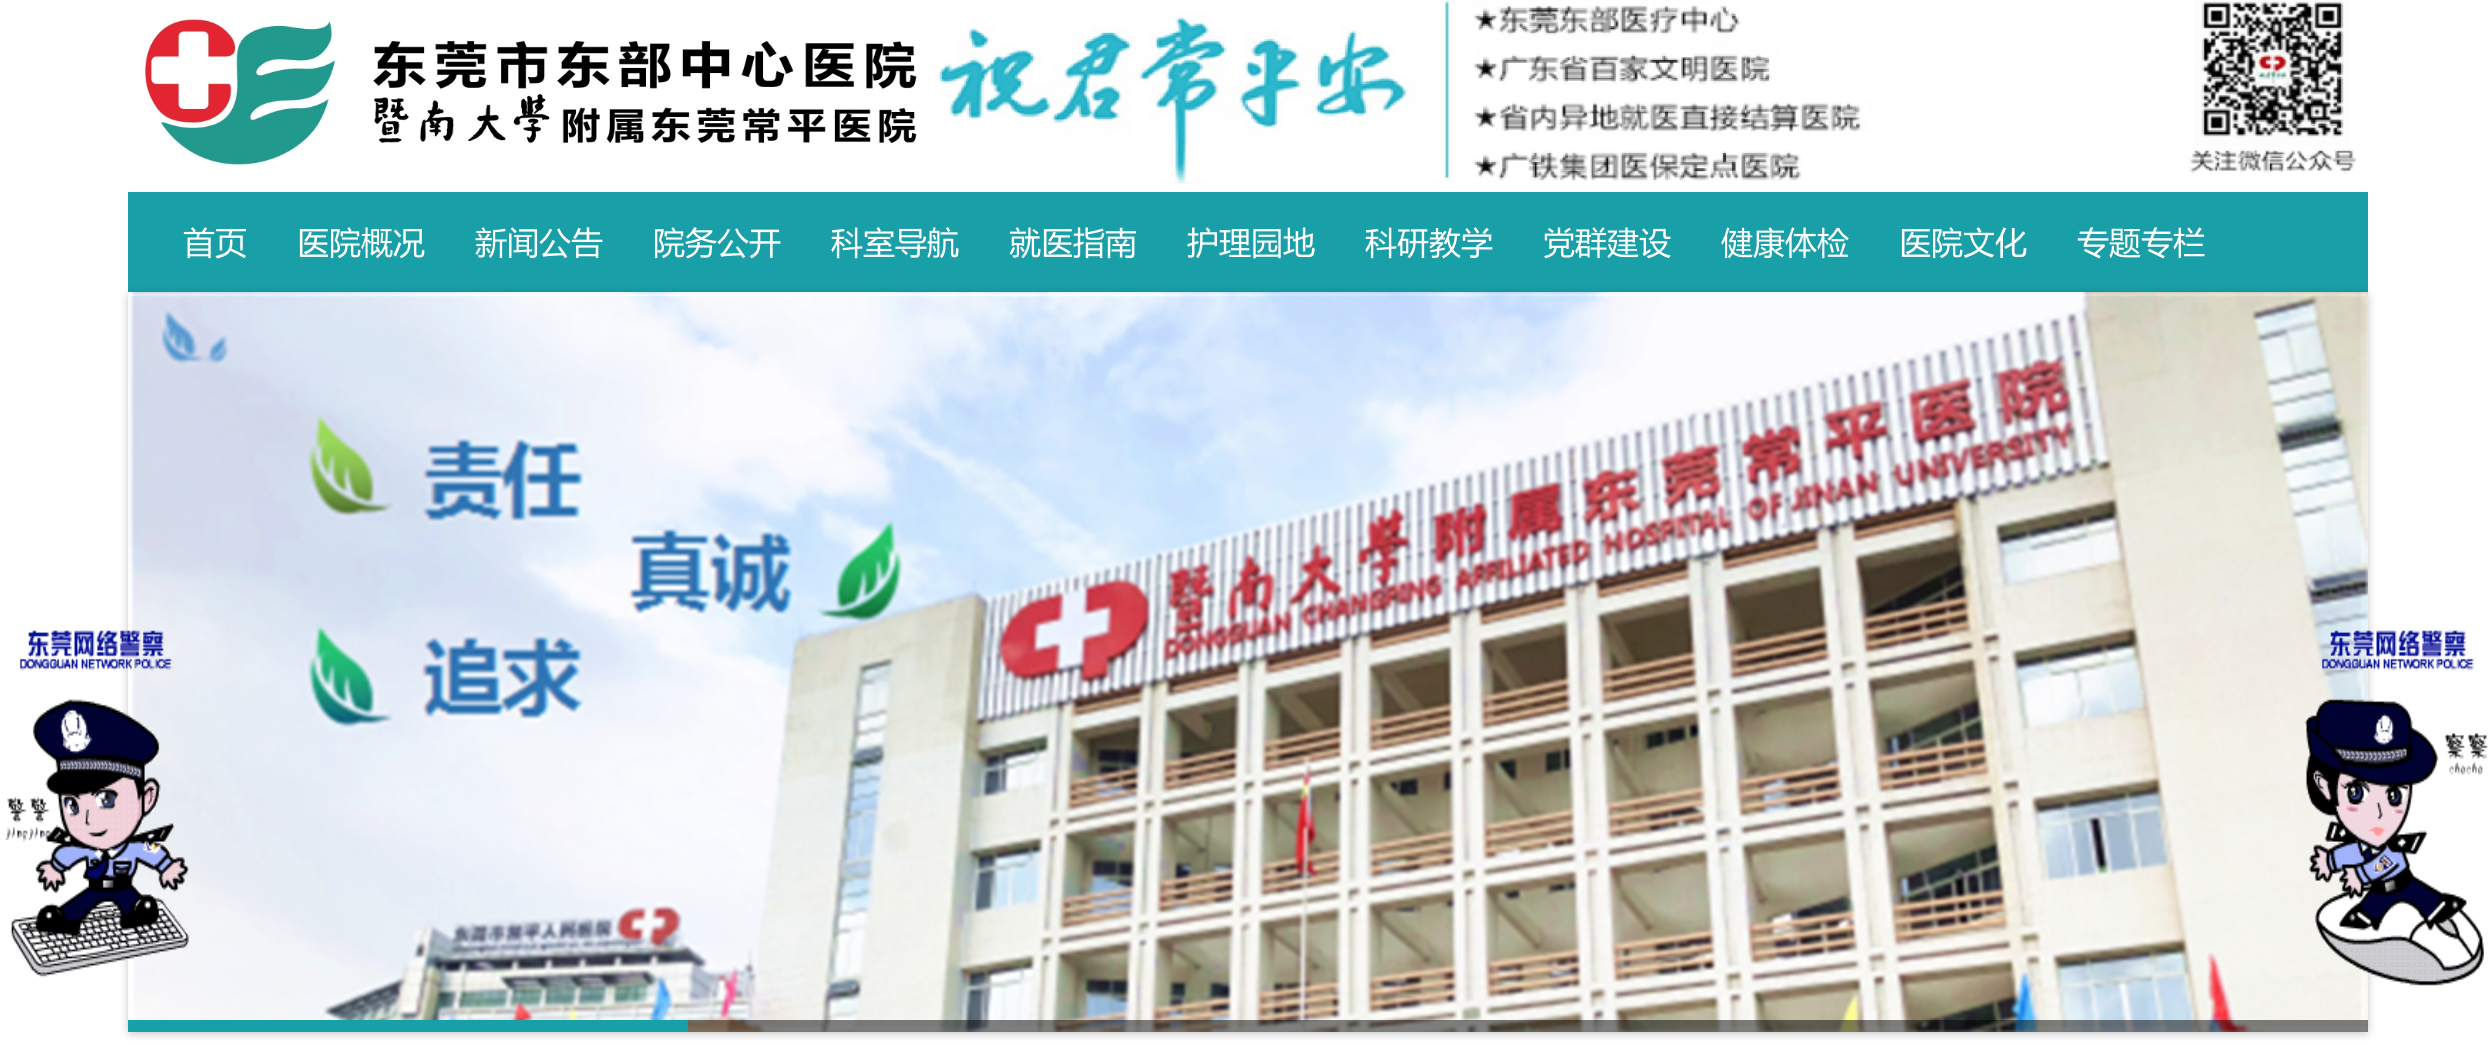 东莞市东部中心医院
暨南大學附属东莞常平医院
祝君常平安
★东莞东部医疗中心
★广东省百家文明医院
★省内异地就医直接结算医院
★广铁集团医保定点医院
关注微信公众号
首页 医院概况 新闻公告 院务公开 科室导航 就医指南 护理园地 科研教学 党群建设 健康体检 医院文化 专题专栏
责任
真诚
追求
暨南大學附属东莞常平医院
DONGGUAN CHANGPING AFFILIATED HOSPITAL OF JINAN UNIVERSITY
东莞市常平人民医院
东莞网络警察
DONGGUAN NETWORK POLICE
警警
jingjing
东莞网络警察
DONGGUAN NETWORK POLICE
察察
chacha